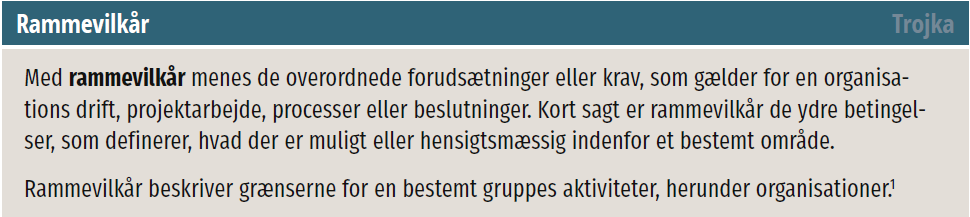 Rammevilkår Trojka
Med rammevilkår menes de overordnede forudsætninger eller krav, som gælder for en organisa-
tions drift, projektarbejde, processer eller beslutninger. Kort sagt er rammevilkår de ydre betingel-
ser, som definerer, hvad der er muligt eller hensigtsmæssig indenfor et bestemt område.
Rammevilkår beskriver grænserne for en bestemt gruppes aktiviteter, herunder organisationer.¹